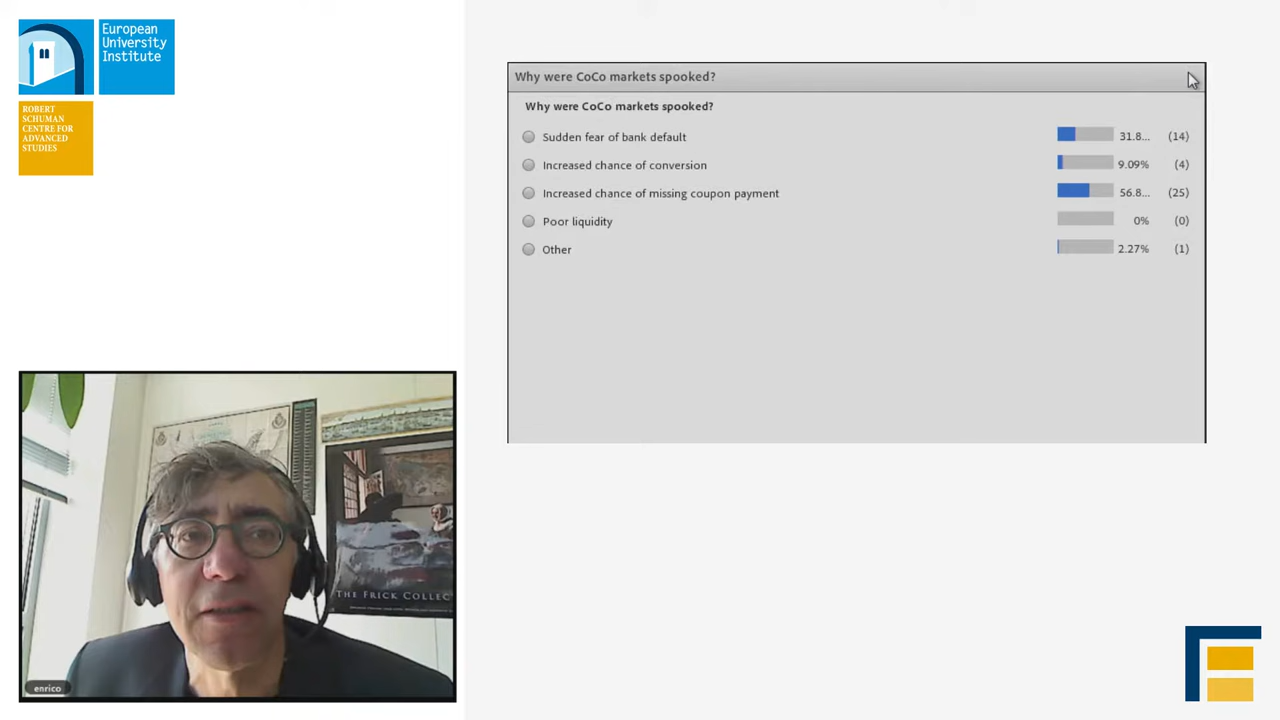 European
University
Institute
ROBERT
SCHUMAN
CENTRE FOR
ADVANCED
STUDIES
Why were CoCo markets spooked?
Why were CoCo markets spooked?
Sudden fear of bank default 31.8... (14)
Increased chance of conversion 9.09% (4)
Increased chance of missing coupon payment 56.8... (25)
Poor liquidity 0% (0)
Other 2.27% (1)
THE FRICK COLLEC
enrico